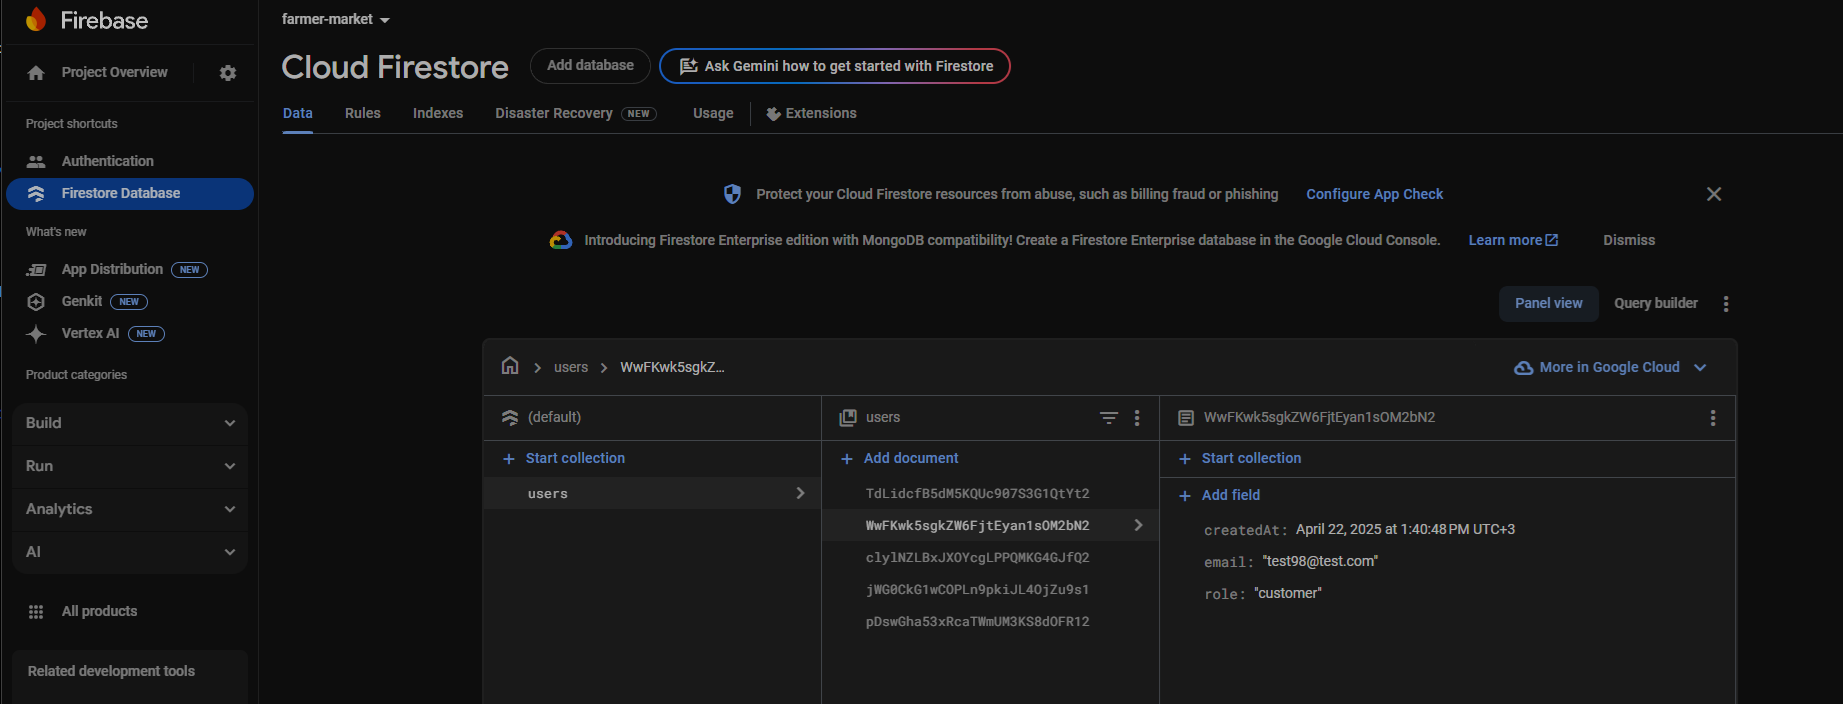 Firebase
farmer-market
Project Overview
Cloud Firestore
Add database
Ask Gemini how to get started with Firestore
Data
Rules
Indexes
Disaster Recovery NEW
Usage
Extensions
Project shortcuts
Authentication
Firestore Database
What's new
App Distribution NEW
Genkit NEW
Vertex AI NEW
Product categories
Build
Run
Analytics
AI
All products
Related development tools
Protect your Cloud Firestore resources from abuse, such as billing fraud or phishing Configure App Check
Introducing Firestore Enterprise edition with MongoDB compatibility! Create a Firestore Enterprise database in the Google Cloud Console. Learn more Dismiss
Panel view
Query builder
users
WwFKwk5sgkZ...
More in Google Cloud
(default)
Start collection
users
users
Add document
TdLidcfB5dM5KQUc907S3G1QtYt2
WwFKwk5sgkZW6FjtEyan1sOM2bN2
clylNZLBxJXOYcgLPPQMKG4GJfQ2
jWG0CkG1wCOPLn9pkiJL4OjZu9s1
pDswGha53xRcaTWmUM3KS8dOFR12
WwFKwk5sgkZW6FjtEyan1sOM2bN2
Start collection
Add field
createdAt: April 22, 2025 at 1:40:48 PM UTC+3
email: "test98@test.com"
role: "customer"